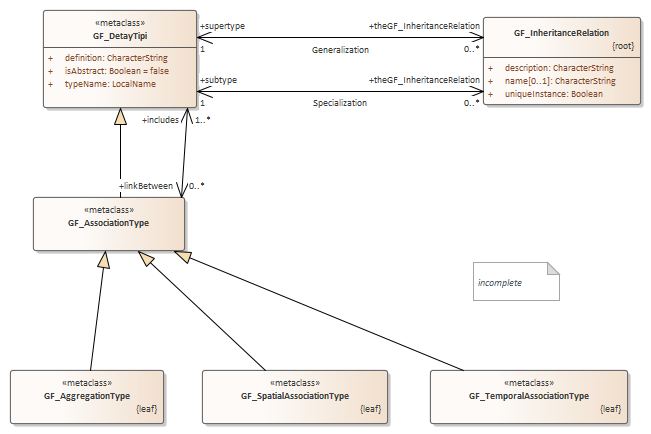 «metaclass»
GF_DetayTipi
+ definition: CharacterString
+ isAbstract: Boolean = false
+ typeName: LocalName
+supertype
+theGF_InheritanceRelation
1
Generalization
0..*
+subtype
+theGF_InheritanceRelation
1
Specialization
0..*
GF_InheritanceRelation
{root}
+ description: CharacterString
+ name[0..1]: CharacterString
+ uniqueInstance: Boolean
+includes
1..*
+linkBetween
0..*
«metaclass»
GF_AssociationType
incomplete
«metaclass»
GF_AggregationType
{leaf}
«metaclass»
GF_SpatialAssociationType
{leaf}
«metaclass»
GF_TemporalAssociationType
{leaf}